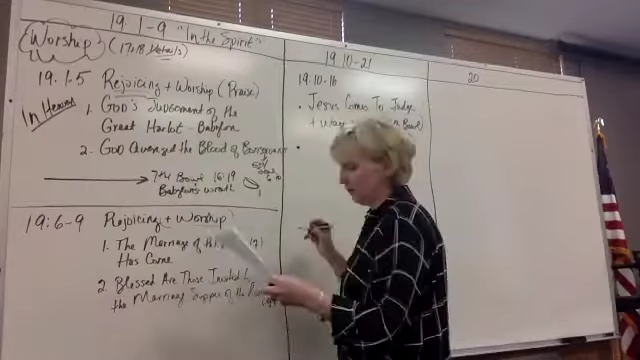 19:1-9 "In the Spirit"
Worship (17+18 Details)
19:1-5 Rejoicing + Worship (Praise)
In Heaven
1. God's Judgement of the
Great Harlot - Babylon
2. God Avenged the Blood of
7th Bowl 16:19
Babylon's wrath
19:6-9 Rejoicing + Worship
1. The Marriage of th
Has Come
2. Blessed Are Those Invited
the Marriage Supper of the
19:10-21
19:10-16
• Jesus Comes To Judge
+ Wag
•
20